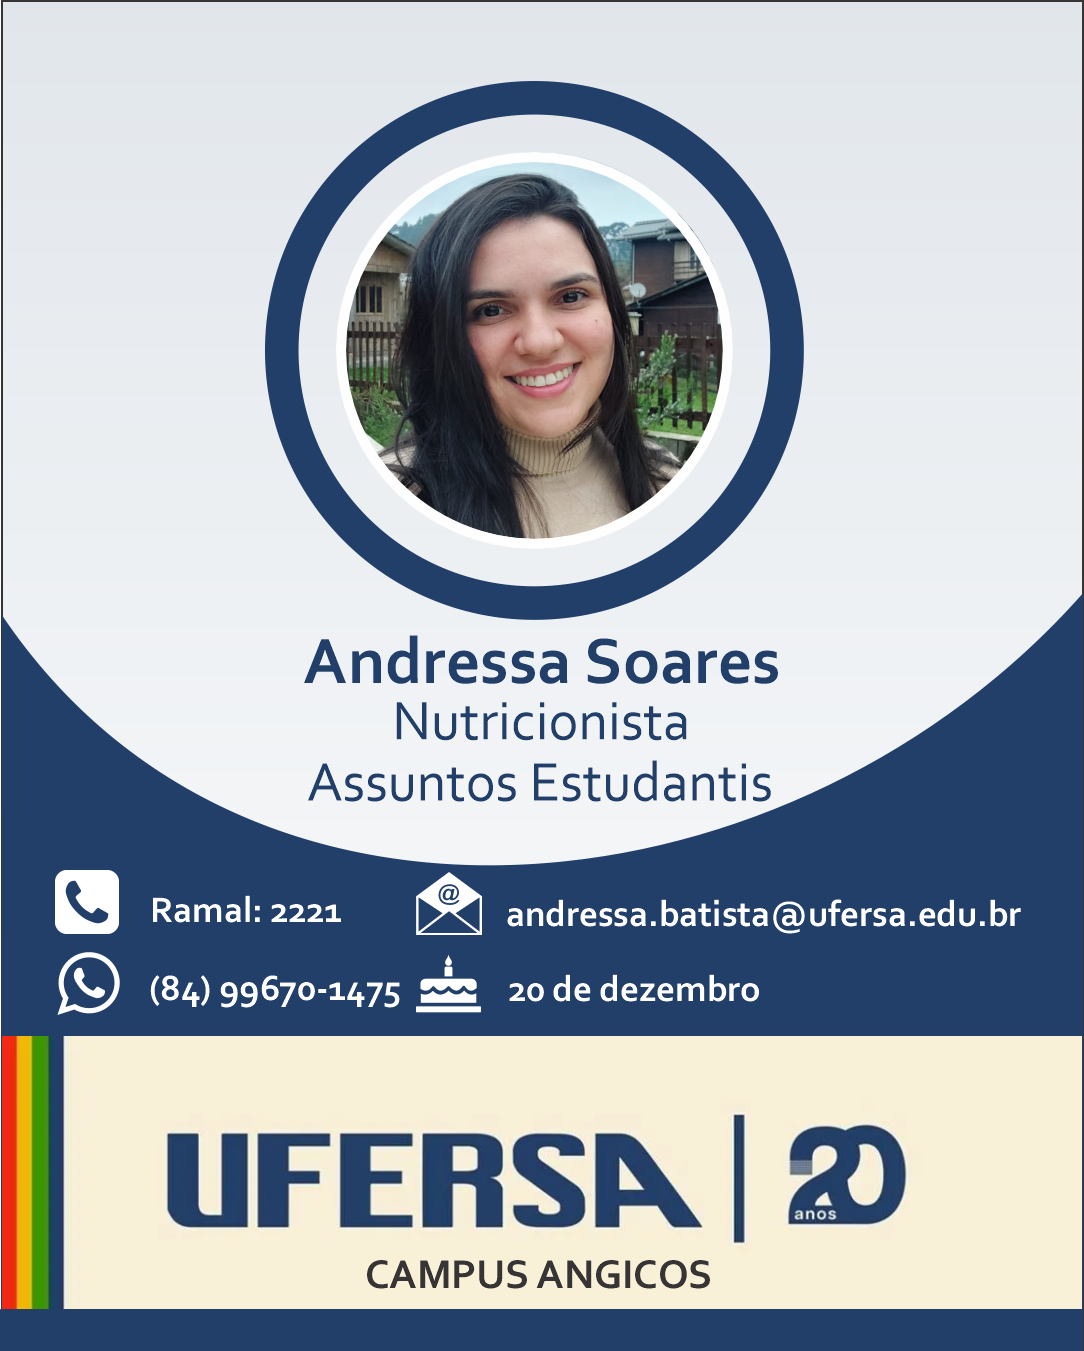 Andressa Soares
Nutricionista
Assuntos Estudantis
Ramal: 2221
@
andressa.batista@ufersa.edu.br
(84) 99670-1475
20 de dezembro
UFERSA | 20
anos
CAMPUS ANGICOS